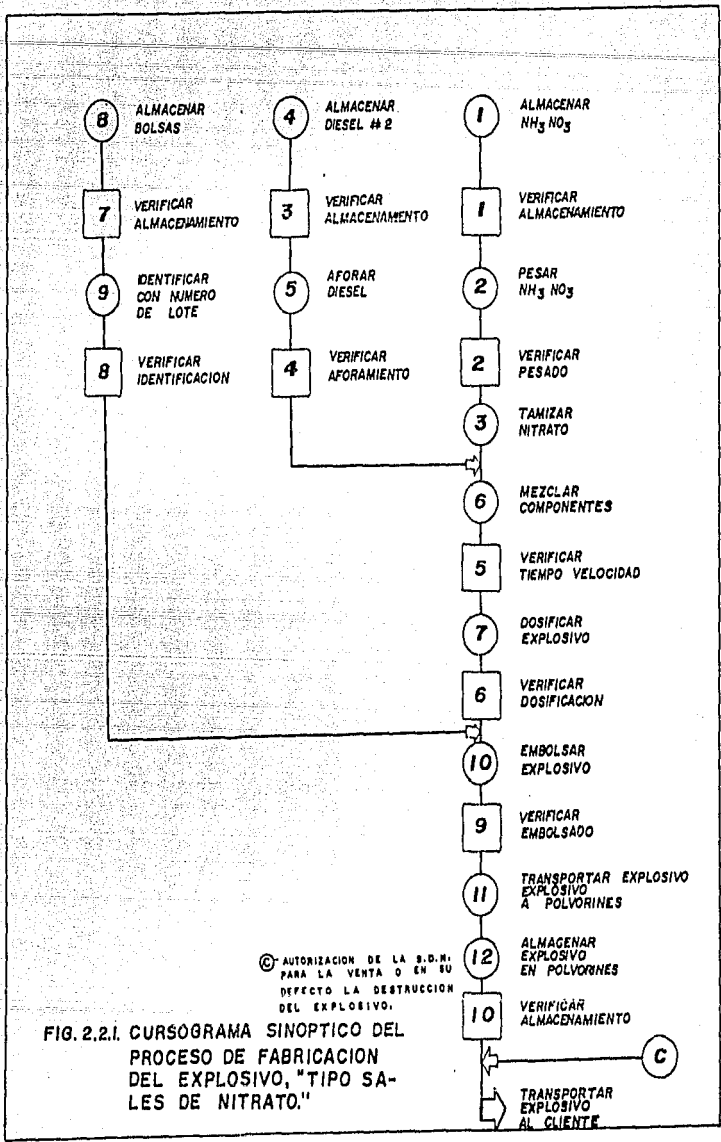 8
ALMACENAR
BOLSAS
7
VERIFICAR
ALMACENAMIENTO
9
IDENTIFICAR
CON NUMERO
DE LOTE
8
VERIFICAR
IDENTIFICACION
4
ALMACENAR
DIESEL #2
3
VERIFICAR
ALMACENAMENTO
5
AFORAR
DIESEL
4
VERIFICAR
AFORAMIENTO
1
ALMACENAR
NH3 NO3
1
VERIFICAR
ALMACENAMIENTO
2
PESAR
NH3 NO3
2
VERIFICAR
PESADO
3
TAMIZAR
NITRATO
6
MEZCLAR
COMPONENTES
5
VERIFICAR
TIEMPO VELOCIDAD
7
DOSIFICAR
EXPLOSIVO
6
VERIFICAR
DOSIFICACION
10
EMBOLSAR
EXPLOSIVO
9
VERIFICAR
EMBOLSADO
11
TRANSPORTAR EXPLOSIVO
EXPLOSIVO
A POLVORINES
12
ALMACENAR
EXPLOSIVO
EN POLVORINES
10
VERIFICAR
ALMACENAMIENTO
C
TRANSPORTAR
EXPLOSIVO
AL CLIENTE
C- AUTORIZACION DE LA S.D.N.
PARA LA VENTA O EN SU
DEFECTO LA DESTRUCCION
DEL EXPLOSIVO.
FIG. 2.2.1. CURSOGRAMA SINOPTICO DEL
PROCESO DE FABRICACION
DEL EXPLOSIVO, "TIPO SA-
LES DE NITRATO."